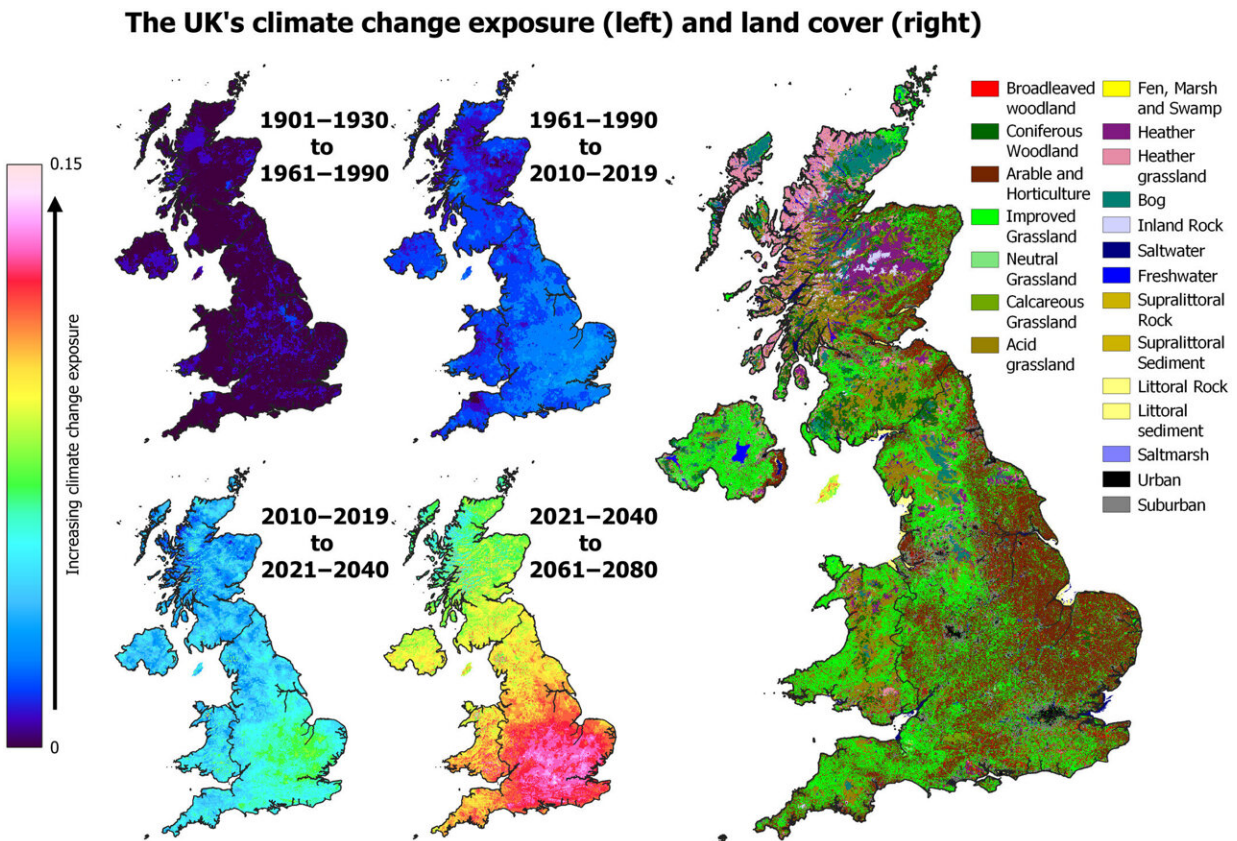 The UK's climate change exposure (left) and land cover (right)
0.15
Increasing climate change exposure
0
1901–1930
to
1961–1990
1961–1990
to
2010–2019
2010–2019
to
2021–2040
2021–2040
to
2061–2080
Broadleaved
woodland
Coniferous
Woodland
Arable and
Horticulture
Improved
Grassland
Neutral
Grassland
Calcareous
Grassland
Acid
grassland
Fen, Marsh
and Swamp
Heather
Heather
grassland
Bog
Inland Rock
Saltwater
Freshwater
Supralittoral
Rock
Supralittoral
Sediment
Littoral Rock
Littoral
sediment
Saltmarsh
Urban
Suburban